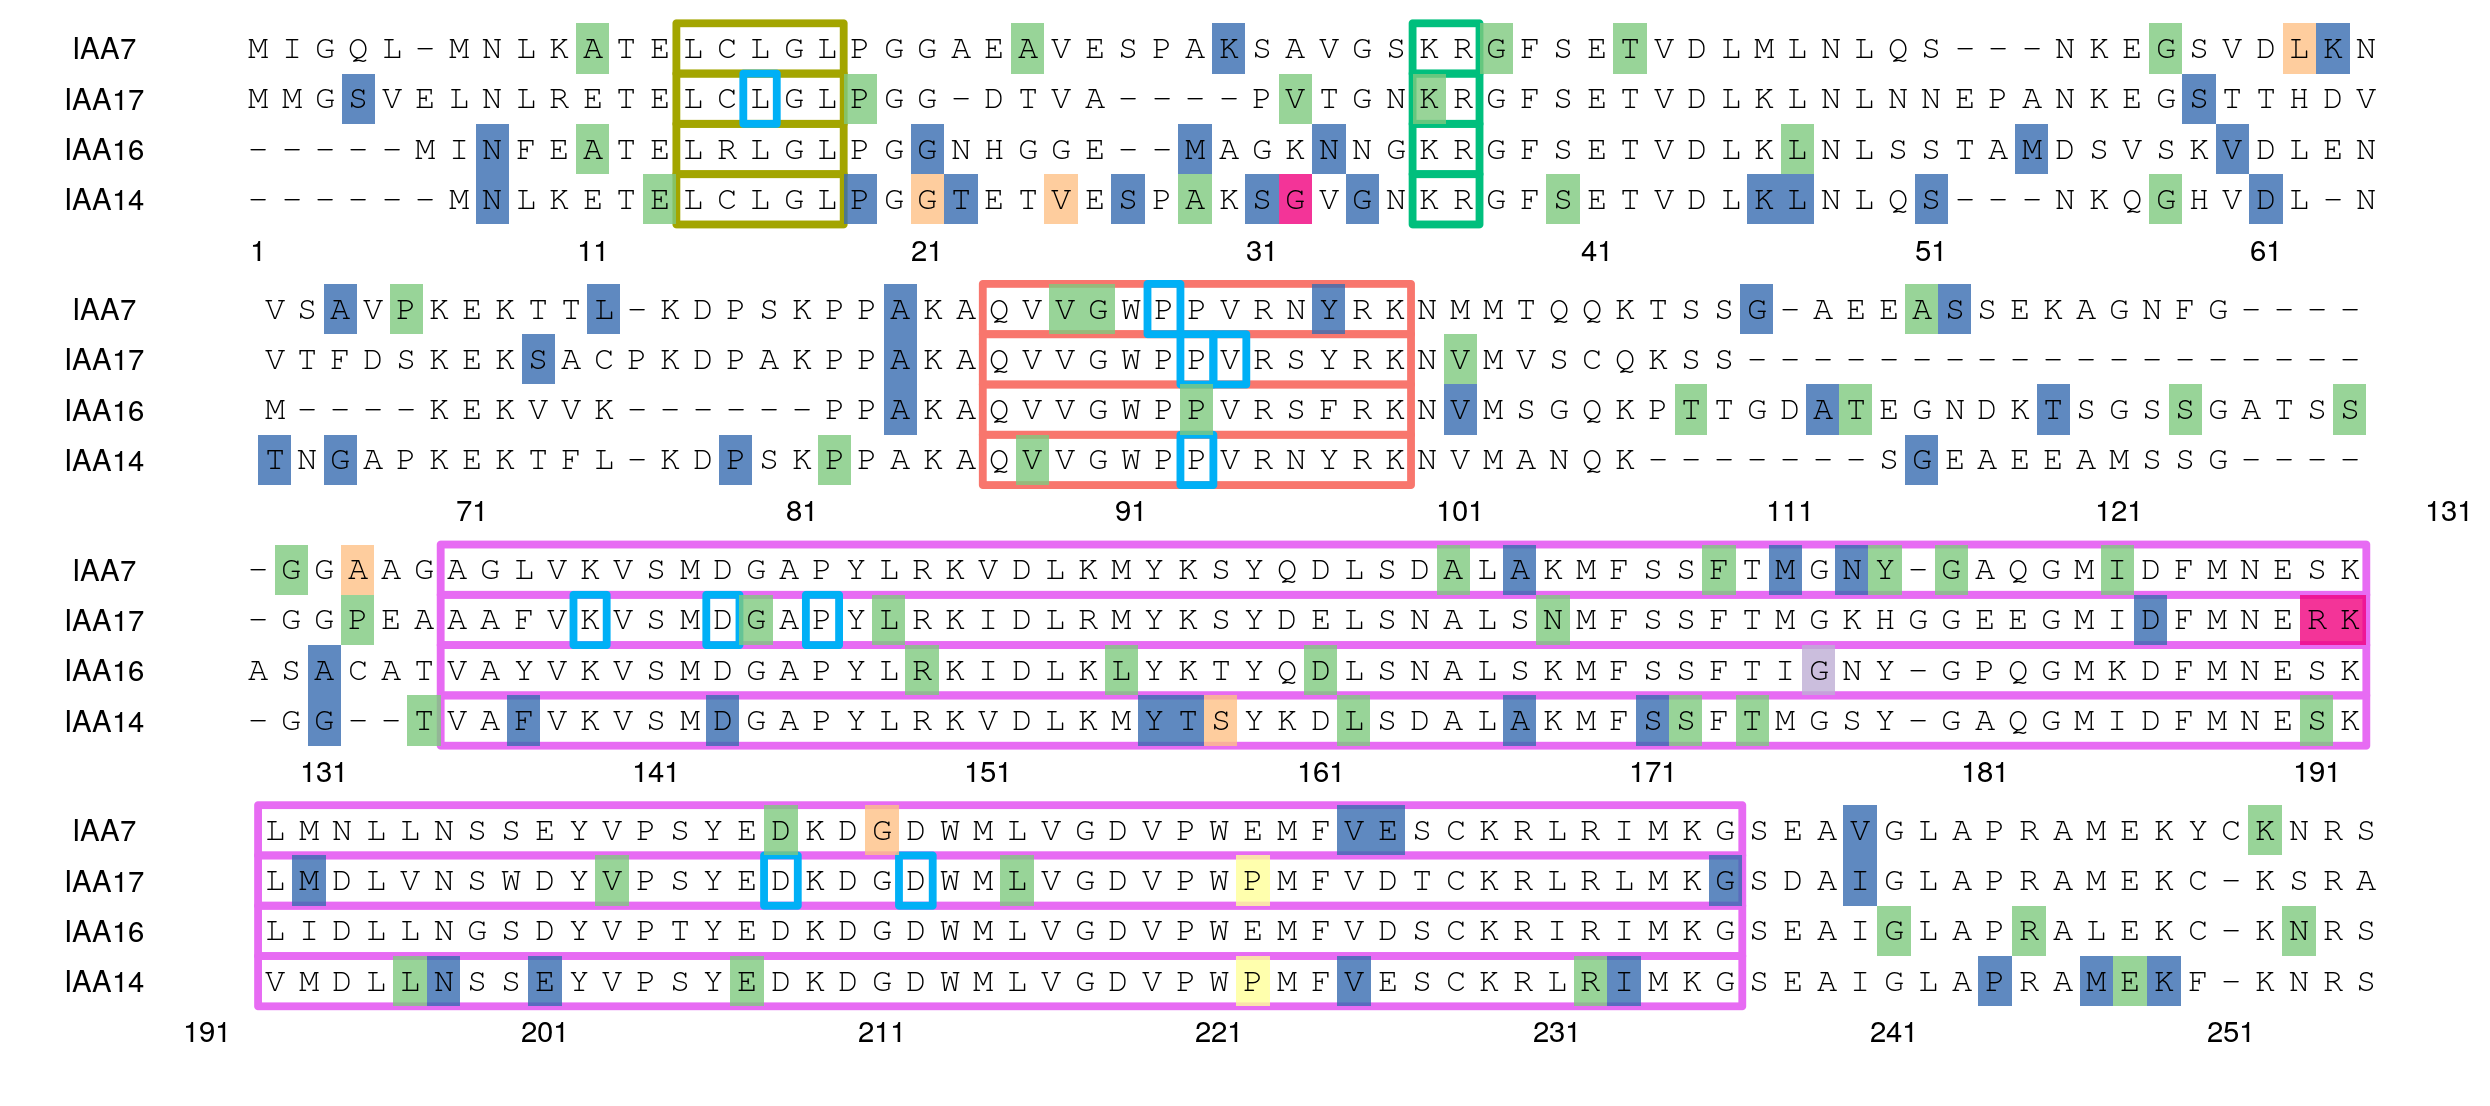 IAA7 M I G Q L - M N L K A T E L C L G L P G G A E A V E S P A K S A V G S K R G F S E T V D L M L N L Q S - - - N K E G S V D L K N
IAA17 M M G S V E L N L R E T E L C L G L P G G - D T V A - - - - P V T G N K R G F S E T V D L K L N L N N E P A N K E G S T T H D V
IAA16 - - - - - M I N F E A T E L R L G L P G G N H G G E - - M A G K N N G K R G F S E T V D L K L N L S S T A M D S V S K V D L E N
IAA14 - - - - - - M N L K E T E L C L G L P G G T E T V E S P A K S G V G N K R G F S E T V D L K L N L Q S - - - N K Q G H V D L - N
1 11 21 31 41 51 61
IAA7 V S A V P K E K T T L - K D P S K P P A K A Q V V G W P P V R N Y R K N M M T Q Q K T S S G - A E E A S S E K A G N F G - - - -
IAA17 V T F D S K E K S A C P K D P A K P P A K A Q V V G W P P V R S Y R K N V M V S C Q K S S - - - - - - - - - - - - - - - - - - -
IAA16 M - - - - K E K V V K - - - - - - P P A K A Q V V G W P P V R S F R K N V M S G Q K P T T G D A T E G N D K T S G S S G A T S S
IAA14 T N G A P K E K T F L - K D P S K P P A K A Q V V G W P P V R N Y R K N V M A N Q K - - - - - - - S G E A E E A M S S G - - - -
71 81 91 101 111 121 131
IAA7 - G G A A G A G L V K V S M D G A P Y L R K V D L K M Y K S Y Q D L S D A L A K M F S S F T M G N Y - G A Q G M I D F M N E S K
IAA17 - G G P E A A A F V K V S M D G A P Y L R K I D L R M Y K S Y D E L S N A L S N M F S S F T M G K H G G E E G M I D F M N E R K
IAA16 A S A C A T V A Y V K V S M D G A P Y L R K I D L K L Y K T Y Q D L S N A L S K M F S S F T I G N Y - G P Q G M K D F M N E S K
IAA14 - G G - - T V A F V K V S M D G A P Y L R K V D L K M Y T S Y K D L S D A L A K M F S S F T M G S Y - G A Q G M I D F M N E S K
131 141 151 161 171 181 191
IAA7 L M N L L N S S E Y V P S Y E D K D G D W M L V G D V P W E M F V E S C K R L R I M K G S E A V G L A P R A M E K Y C K N R S
IAA17 L M D L V N S W D Y V P S Y E D K D G D W M L V G D V P W P M F V D T C K R L R L M K G S D A I G L A P R A M E K C - K S R A
IAA16 L I D L L N G S D Y V P T Y E D K D G D W M L V G D V P W E M F V D S C K R I R I M K G S E A I G L A P R A L E K C - K N R S
IAA14 V M D L L N S S E Y V P S Y E D K D G D W M L V G D V P W P M F V E S C K R L R I M K G S E A I G L A P R A M E K F - K N R S
191 201 211 221 231 241 251